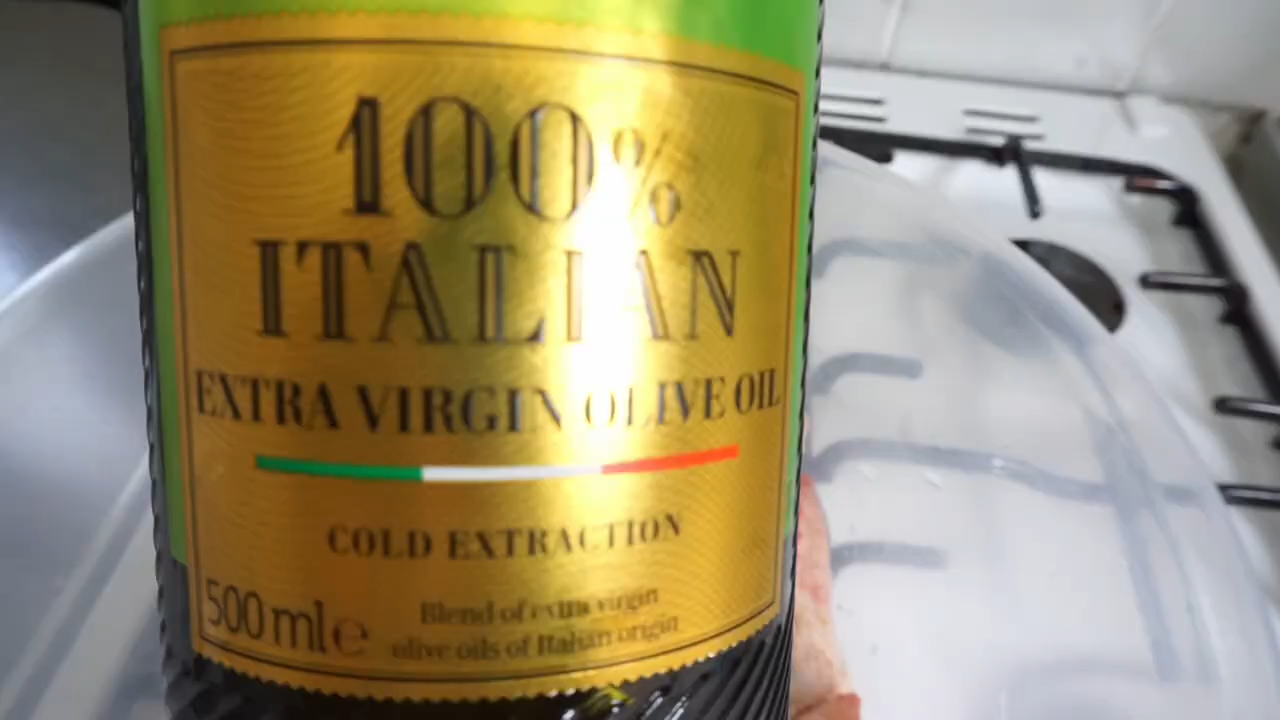 100%
ITALIAN
EXTRA VIRGIN OLIVE OIL
COLD EXTRACTION
500 ml e
Blend of extra virgin
olive oils of Italian origin